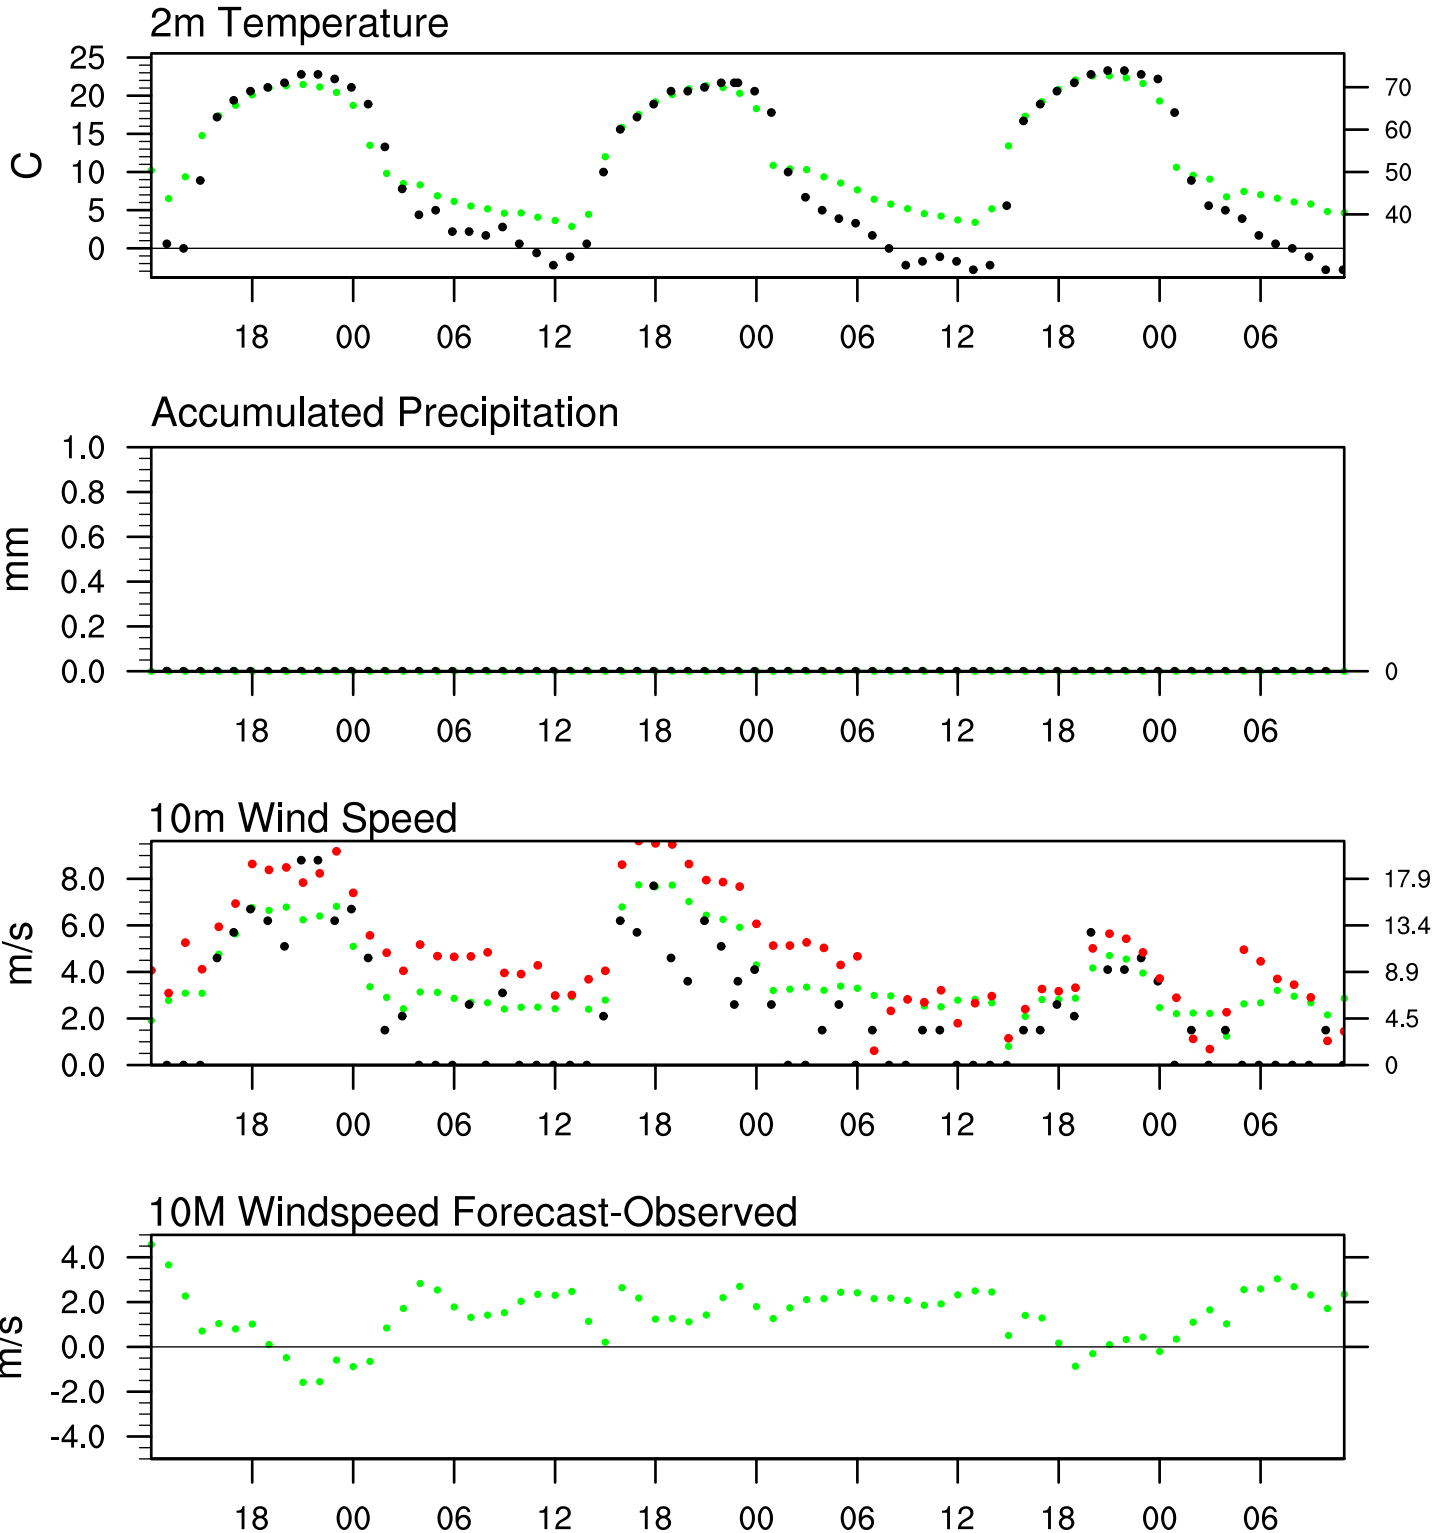 2m Temperature
25
20
15
10
5
0
C
70
60
50
40
18 00 06 12 18 00 06 12 18 00 06
Accumulated Precipitation
1.0
0.8
0.6
0.4
0.2
0.0
mm
0
18 00 06 12 18 00 06 12 18 00 06
10m Wind Speed
8.0
6.0
4.0
2.0
0.0
m/s
17.9
13.4
8.9
4.5
0
18 00 06 12 18 00 06 12 18 00 06
10M Windspeed Forecast-Observed
4.0
2.0
0.0
-2.0
-4.0
m/s
18 00 06 12 18 00 06 12 18 00 06